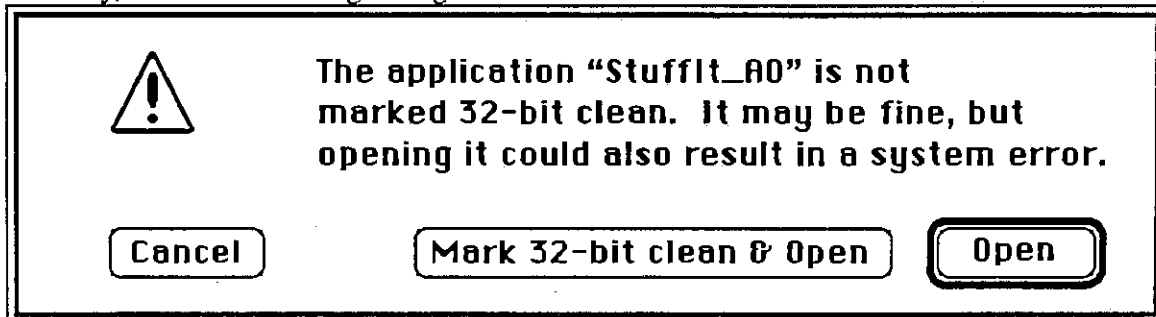 The application “StuffIt_A0” is not
marked 32-bit clean. It may be fine, but
opening it could also result in a system error.
Cancel
Mark 32-bit clean & Open
Open